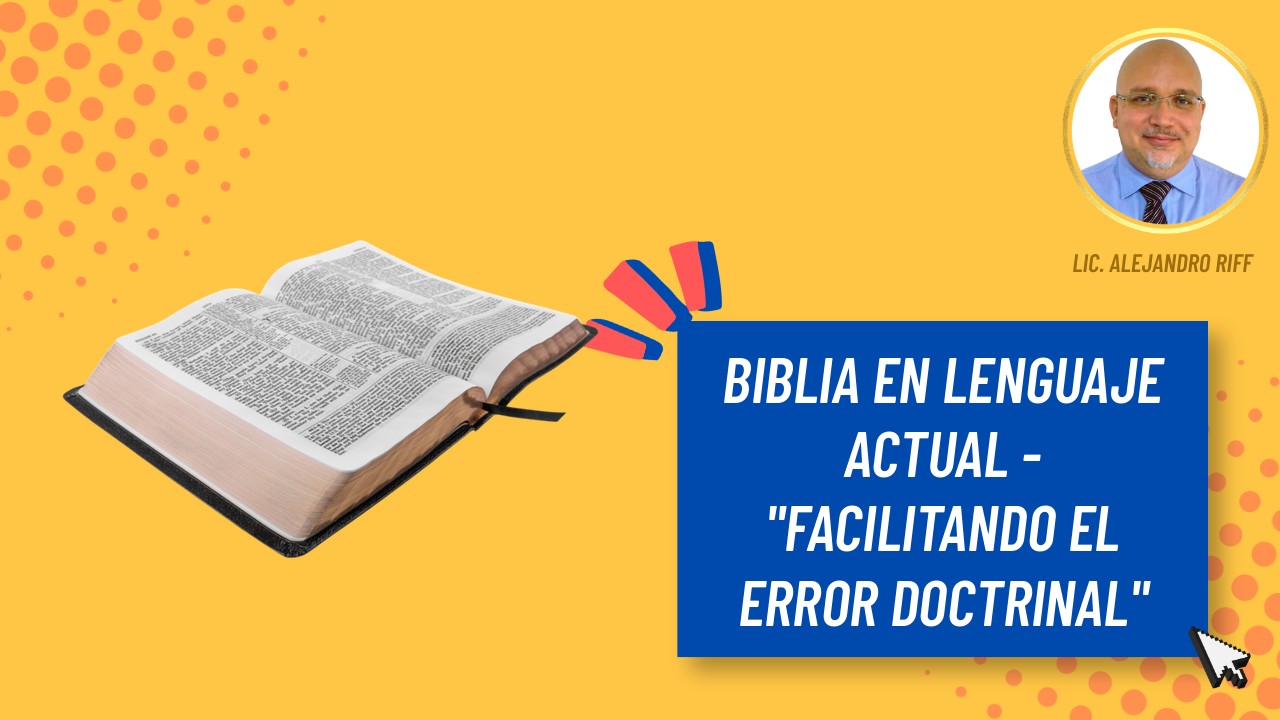 LIC. ALEJANDRO RIFF
BIBLIA EN LENGUAJE
ACTUAL -
"FACILITANDO EL
ERROR DOCTRINAL"